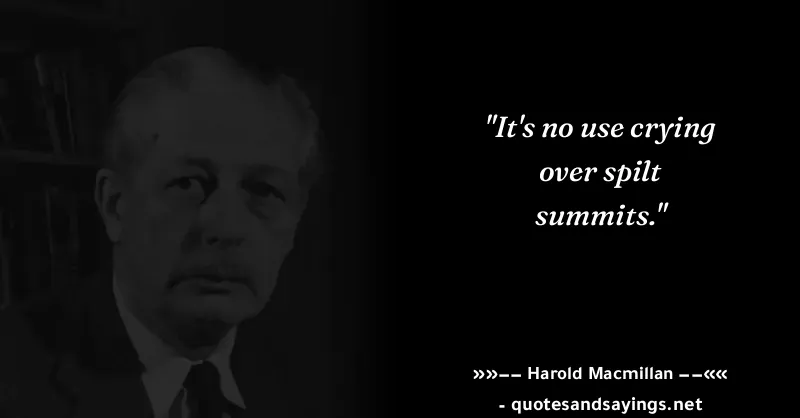 "It's no use crying
over spilt
summits."
»»–– Harold Macmillan ––««
- quotesandsayings.net